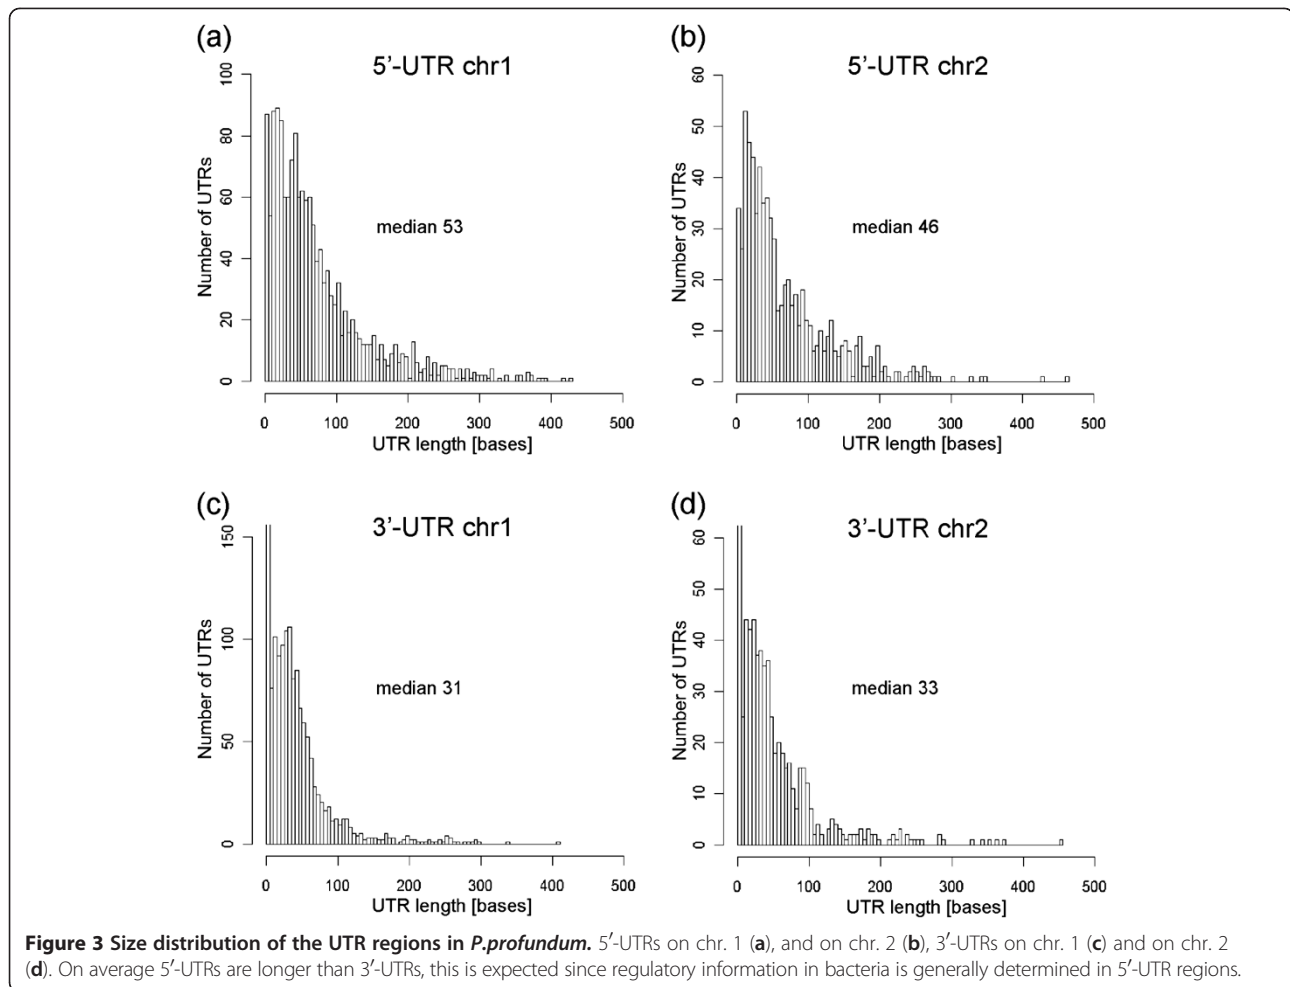 (a)
5′-UTR chr1
Number of UTRs
100
80
60
40
20
0
median 53
0 100 200 300 400 500
UTR length [bases]
(b)
5′-UTR chr2
Number of UTRs
60
50
40
30
20
10
0
median 46
0 100 200 300 400 500
UTR length [bases]
(c)
3′-UTR chr1
Number of UTRs
150
100
50
0
median 31
0 100 200 300 400 500
UTR length [bases]
(d)
3′-UTR chr2
Number of UTRs
60
50
40
30
20
10
0
median 33
0 100 200 300 400 500
UTR length [bases]
Figure 3 Size distribution of the UTR regions in P.profundum. 5′-UTRs on chr. 1 (a), and on chr. 2 (b), 3′-UTRs on chr. 1 (c) and on chr. 2
(d). On average 5′-UTRs are longer than 3′-UTRs, this is expected since regulatory information in bacteria is generally determined in 5′-UTR regions.